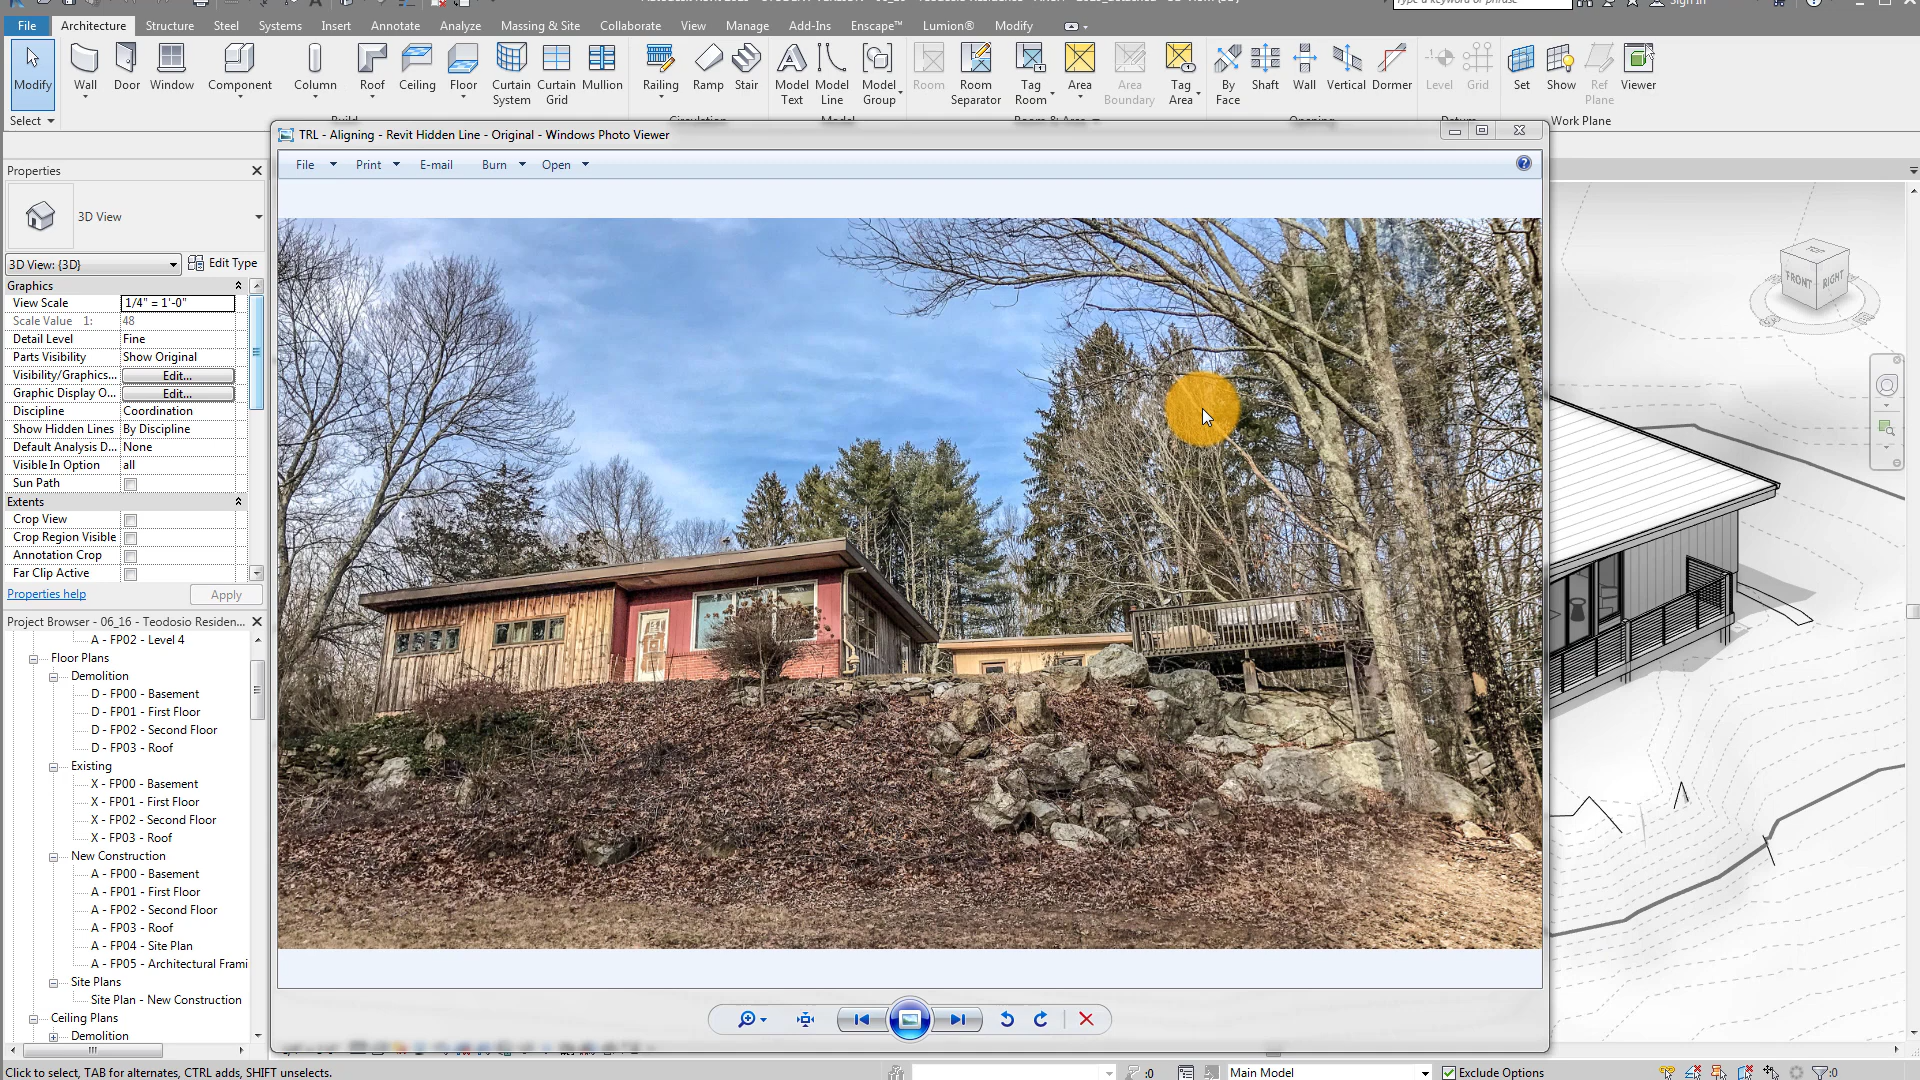 Sign In
File Architecture Structure Steel Systems Insert Annotate Analyze Massing & Site Collaborate View Manage Add-Ins Enscape™ Lumion® Modify
Modify Wall Door Window Component Column Roof Ceiling Floor Curtain System Curtain Grid Mullion Railing Ramp Stair Model Text Model Line Model Group Room Room Separator Tag Room Area Area Boundary Tag Area By Face Shaft Wall Vertical Dormer Level Grid Set Show Ref Plane Viewer
Select Work Plane
TRL - Aligning - Revit Hidden Line - Original - Windows Photo Viewer
File Print E-mail Burn Open
Properties
3D View
3D View: {3D} Edit Type
Graphics
View Scale 1/4" = 1'-0"
Scale Value 1: 48
Detail Level Fine
Parts Visibility Show Original
Visibility/Graphics... Edit...
Graphic Display O... Edit...
Discipline Coordination
Show Hidden Lines By Discipline
Default Analysis D... None
Visible In Option all
Sun Path
Extents
Crop View
Crop Region Visible
Annotation Crop
Far Clip Active
Properties help Apply
Project Browser - 06_16 - Teodosio Residen...
A - FP02 - Level 4
Floor Plans
Demolition
D - FP00 - Basement
D - FP01 - First Floor
D - FP02 - Second Floor
D - FP03 - Roof
Existing
X - FP00 - Basement
X - FP01 - First Floor
X - FP02 - Second Floor
X - FP03 - Roof
New Construction
A - FP00 - Basement
A - FP01 - First Floor
A - FP02 - Second Floor
A - FP03 - Roof
A - FP04 - Site Plan
A - FP05 - Architectural Frami
Site Plans
Site Plan - New Construction
Ceiling Plans
Demolition
FRONT RIGHT
Click to select, TAB for alternates, CTRL adds, SHIFT unselects.
:0 Main Model Exclude Options :0